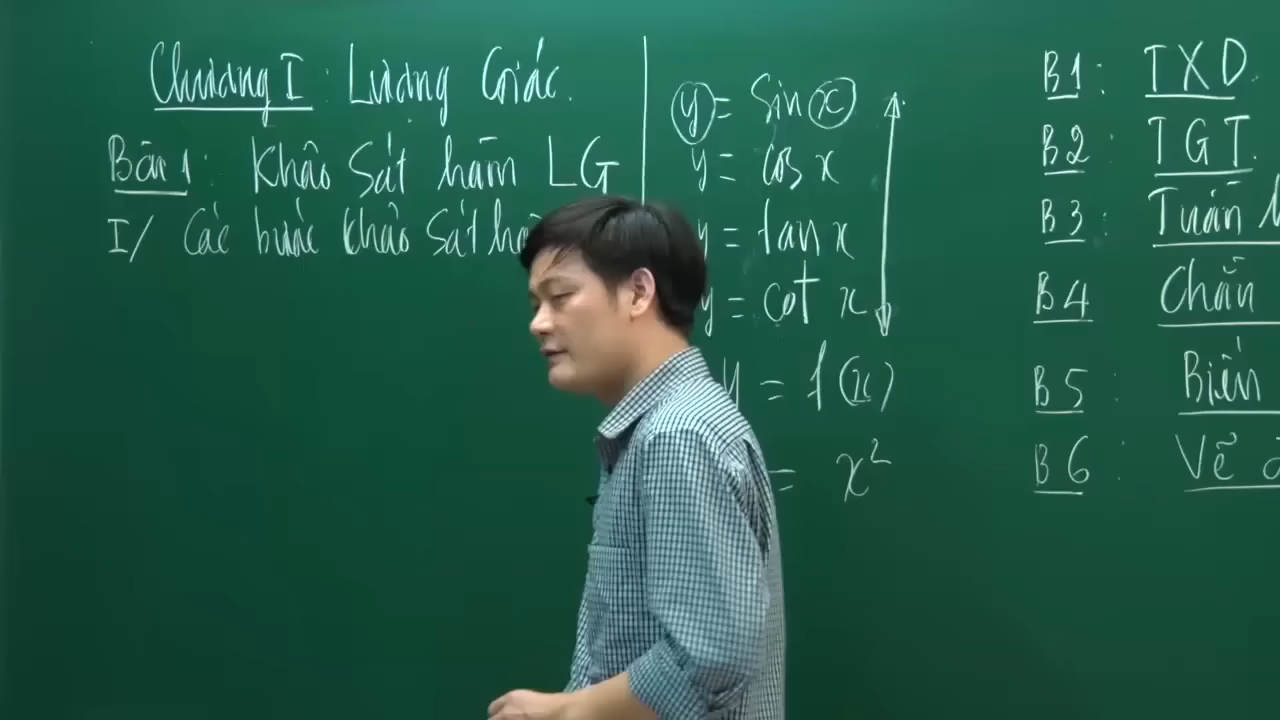 Chương I : Lượng Giác.
Bài 1 : Khảo Sát hàm LG
I/ Các bước khảo sát
y = sin x
y = cos x
y = tan x
y = cot x
y = f(x)
= x²
B1 : TXD.
B2 : TGT.
B3 : Tuần
B4 : Chẵn
B5 : Biến
B6 : Vẽ